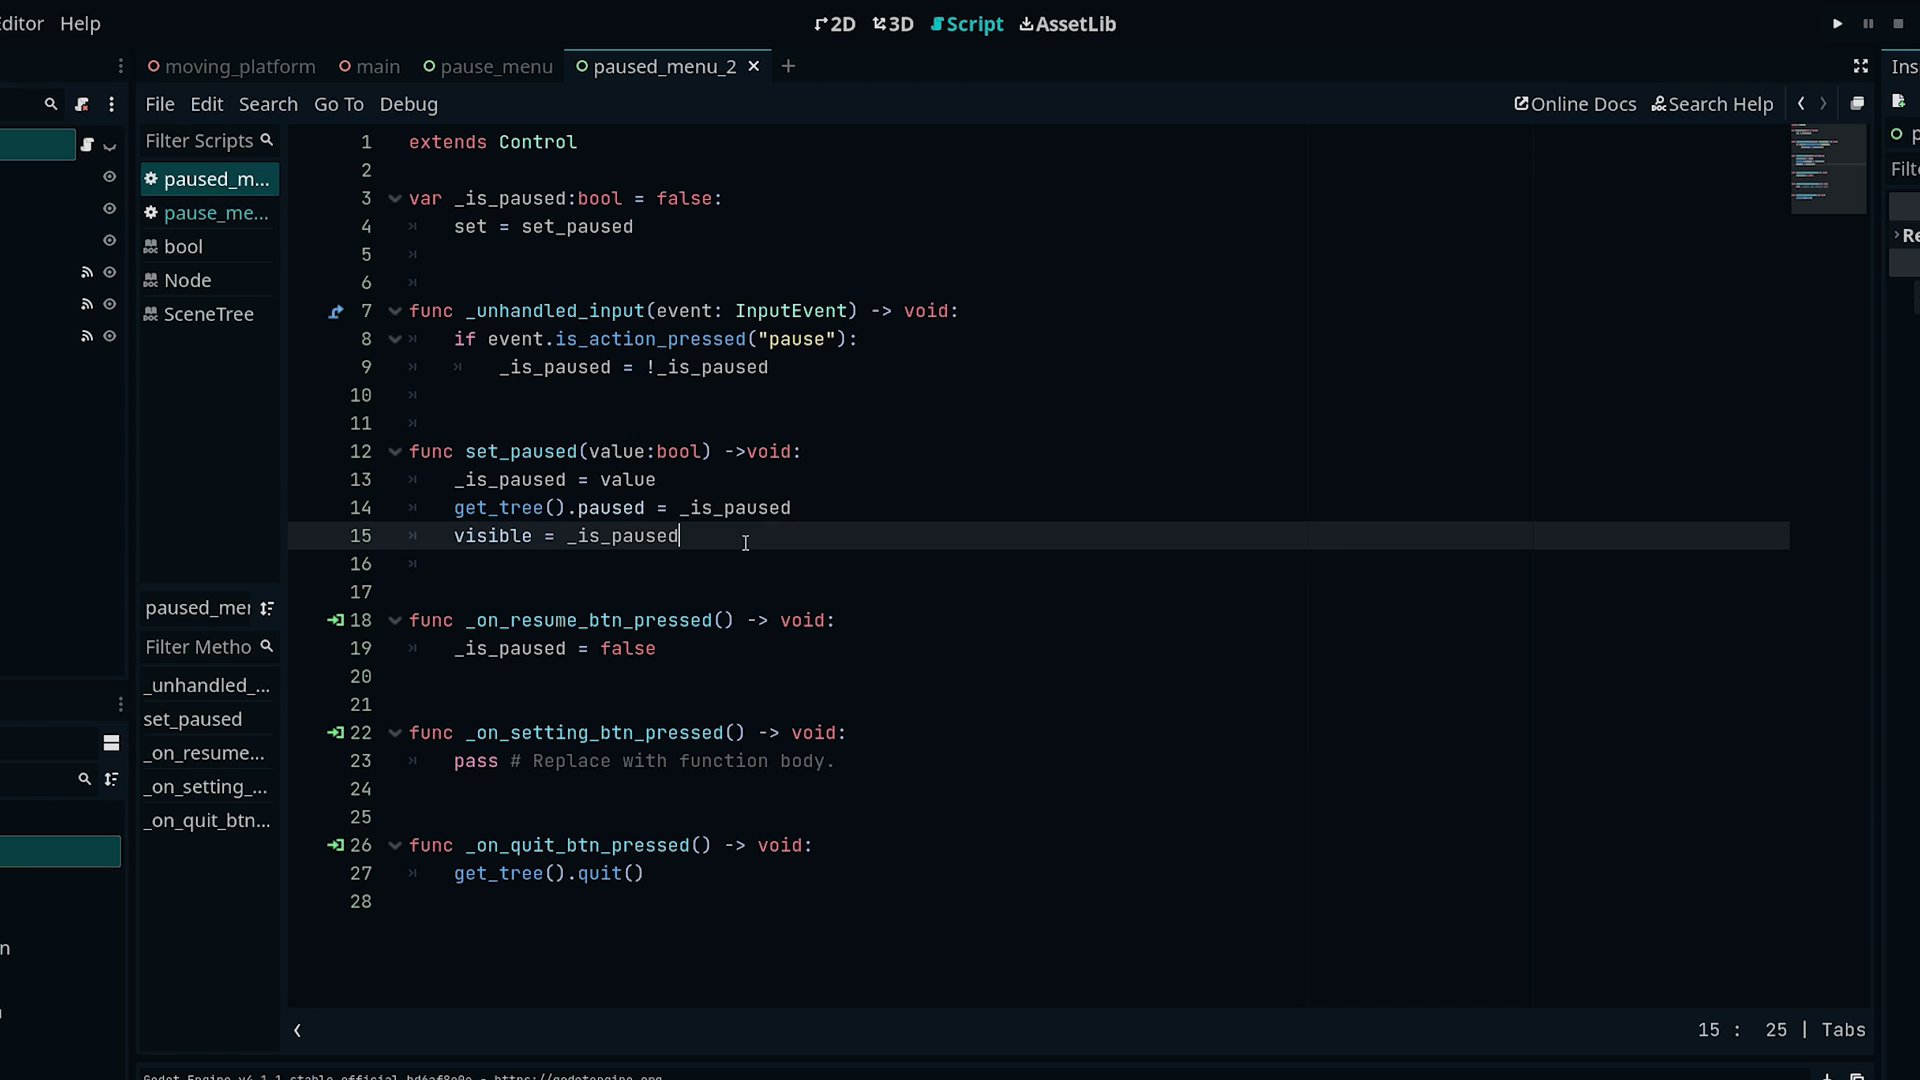 Editor Help
2D 3D Script AssetLib
moving_platform main pause_menu paused_menu_2
File Edit Search Go To Debug
Online Docs Search Help
Filter Scripts
paused_m...
pause_me...
bool
Node
SceneTree
1 extends Control
2
3 var _is_paused:bool = false:
4 set = set_paused
5
6
7 func _unhandled_input(event: InputEvent) -> void:
8 if event.is_action_pressed("pause"):
9 _is_paused = !_is_paused
10
11
12 func set_paused(value:bool) ->void:
13 _is_paused = value
14 get_tree().paused = _is_paused
15 visible = _is_paused
16
17
18 func _on_resume_btn_pressed() -> void:
19 _is_paused = false
20
21
22 func _on_setting_btn_pressed() -> void:
23 pass # Replace with function body.
24
25
26 func _on_quit_btn_pressed() -> void:
27 get_tree().quit()
28
paused_mer
Filter Metho
_unhandled_...
set_paused
_on_resume...
_on_setting_...
_on_quit_btn...
15 : 25 | Tabs
Ins
Filte
Re